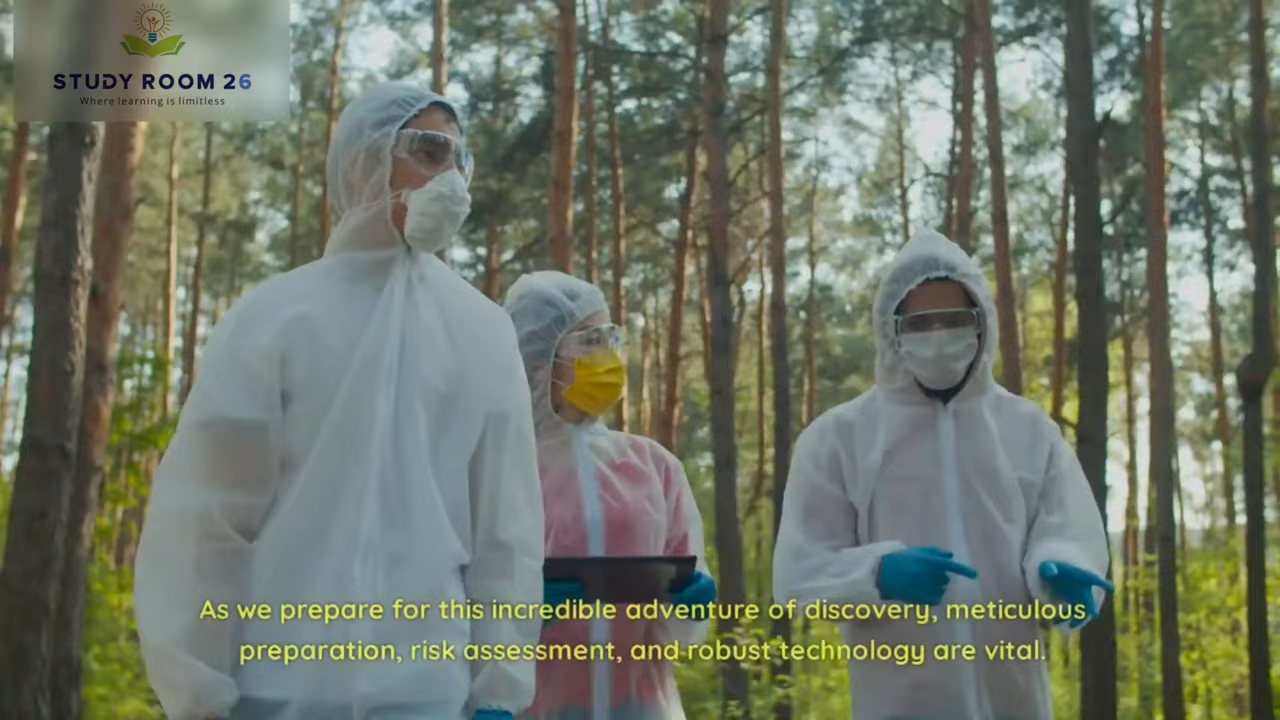 STUDY ROOM 26
Where learning is limitless
As we prepare for this incredible adventure of discovery, meticulous
preparation, risk assessment, and robust technology are vital.